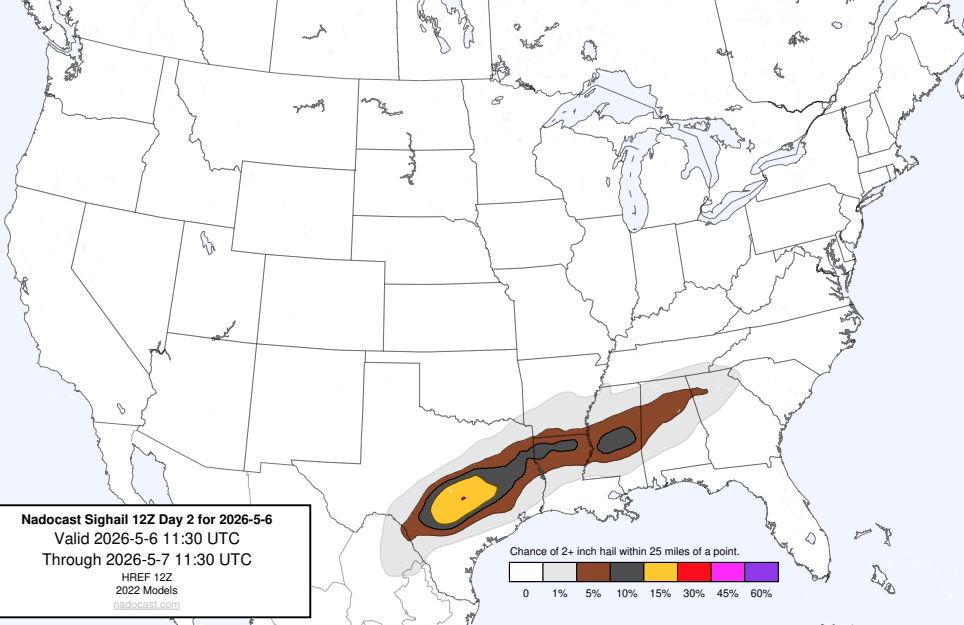 Nadocast Sighail 12Z Day 2 for 2026-5-6
Valid 2026-5-6 11:30 UTC
Through 2026-5-7 11:30 UTC
HREF 12Z
2022 Models
nadocast.com
Chance of 2+ inch hail within 25 miles of a point.
0 1% 5% 10% 15% 30% 45% 60%